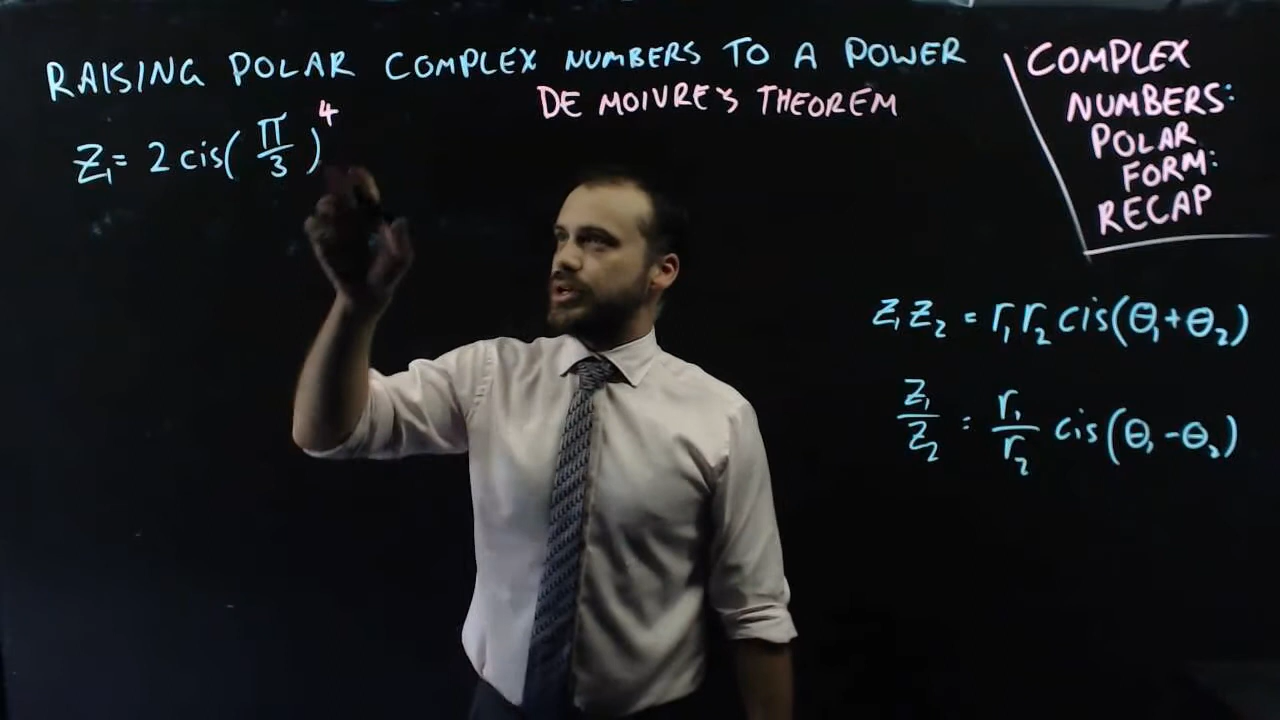 RAISING POLAR COMPLEX NUMBERS TO A POWER
DE MOIVRE'S THEOREM
Z₁ = 2 cis(π/3)⁴
COMPLEX
NUMBERS:
POLAR
FORM:
RECAP
Z₁Z₂ = r₁r₂ cis(θ₁+θ₂)
Z₁/Z₂ = r₁/r₂ cis(θ₁-θ₂)